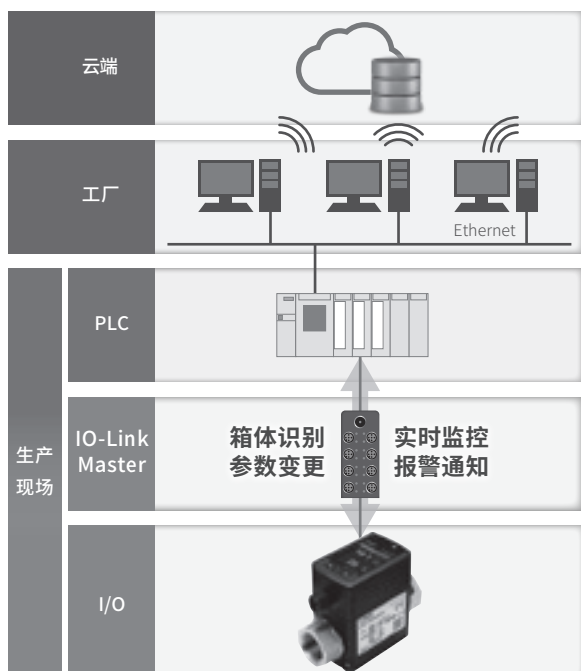 云端
工厂
Ethernet
PLC
生产
现场
IO-Link
Master
箱体识别
参数变更
实时监控
报警通知
I/O